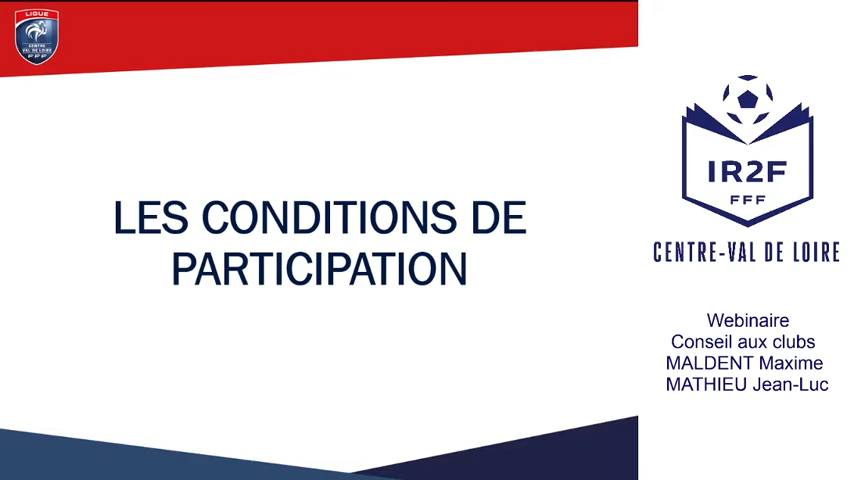 LIGUE
CENTRE
VAL DE LOIRE
FFF
LES CONDITIONS DE
PARTICIPATION
IR2F
FFF
CENTRE-VAL DE LOIRE
Webinaire
Conseil aux clubs
MALDENT Maxime
MATHIEU Jean-Luc